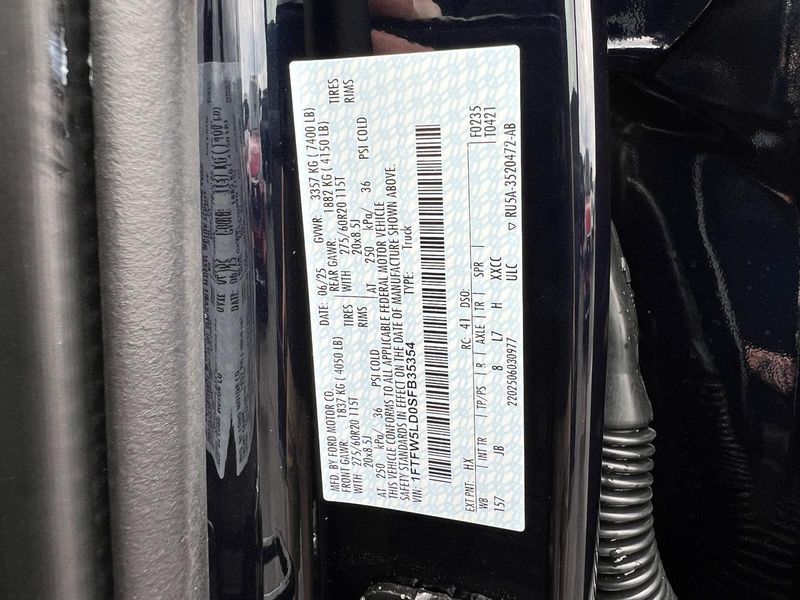 MFD. BY FORD MOTOR CO.
DATE: 06/25 GVWR: 3357 KG ( 7400 LB)
FRONT GAWR: 1837 KG ( 4050 LB)
REAR GAWR: 1882 KG ( 4150 LB)
WITH 275/60R20 115T TIRES
WITH 275/60R20 115T TIRES
20x8.5J RIMS
20x8.5J RIMS
AT 250 kPa/ 36 PSI COLD
AT 250 kPa/ 36 PSI COLD
THIS VEHICLE CONFORMS TO ALL APPLICABLE FEDERAL MOTOR VEHICLE
SAFETY STANDARDS IN EFFECT ON THE DATE OF MANUFACTURE SHOWN ABOVE.
VIN: 1FTFW5LD0SFB35354 TYPE: Truck
F0235
T0421
EXT PNT: HX RC: 41 DSO:
WB INT TR TP/PS R AXLE TR SPR
157 JB 8 L7 H XXCC
2202506030977 ULC ▽ RU5A-3520472-AB
06/25